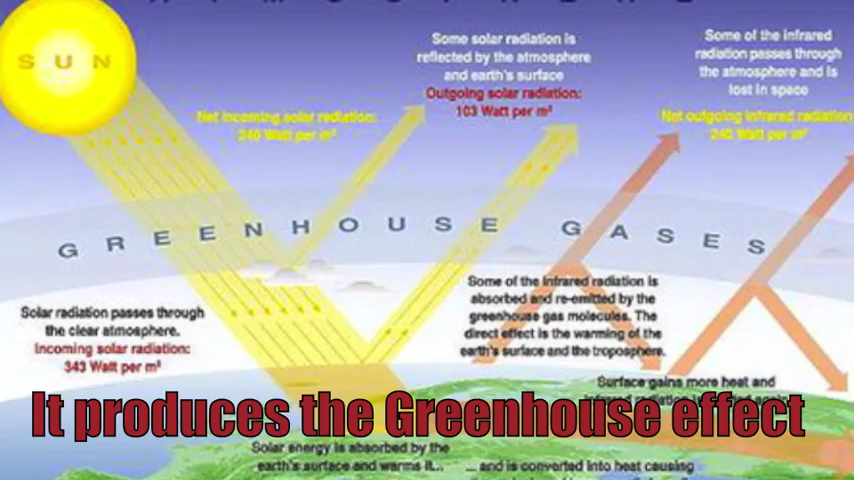 SUN
Some solar radiation is
reflected by the atmosphere
and earth's surface
Outgoing solar radiation:
103 Watt per m²
Some of the infrared
radiation passes through
the atmosphere and is
lost in space
Net outgoing infrared radiation
240 Watt per m²
Net incoming solar radiation:
240 Watt per m²
GREENHOUSE GASES
Solar radiation passes through
the clear atmosphere.
Incoming solar radiation:
343 Watt per m²
Some of the infrared radiation is
absorbed and re-emitted by the
greenhouse gas molecules. The
direct effect is the warming of the
earth's surface and the troposphere.
Surface gains more heat and
It produces the Greenhouse effect
Solar energy is absorbed by the
earth's surface and warms it...
... and is converted into heat causing